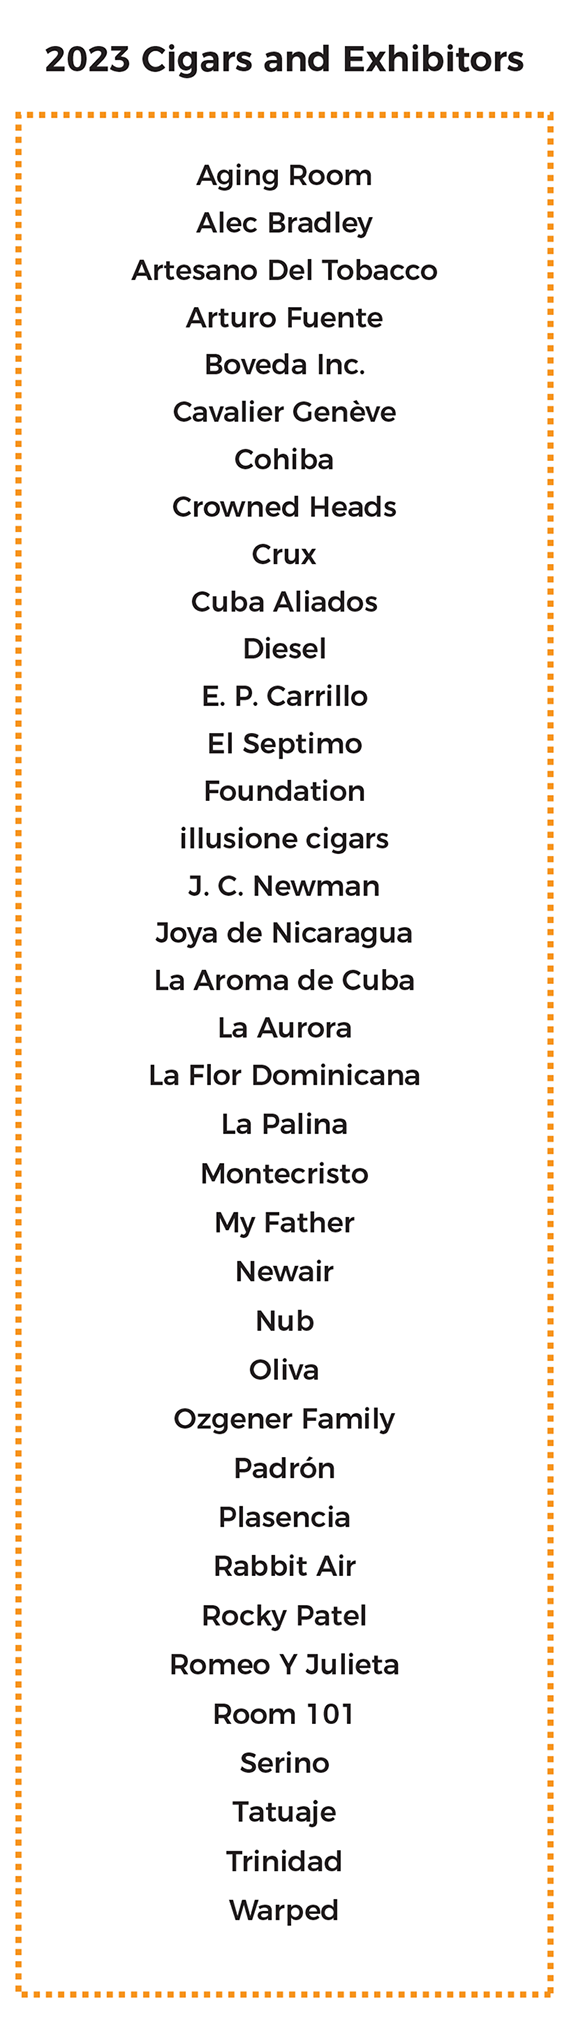 2023 Cigars and Exhibitors
Aging Room
Alec Bradley
Artesano Del Tobacco
Arturo Fuente
Boveda Inc.
Cavalier Genève
Cohiba
Crowned Heads
Crux
Cuba Aliados
Diesel
E. P. Carrillo
El Septimo
Foundation
illusione cigars
J. C. Newman
Joya de Nicaragua
La Aroma de Cuba
La Aurora
La Flor Dominicana
La Palina
Montecristo
My Father
Newair
Nub
Oliva
Ozgener Family
Padrón
Plasencia
Rabbit Air
Rocky Patel
Romeo Y Julieta
Room 101
Serino
Tatuaje
Trinidad
Warped